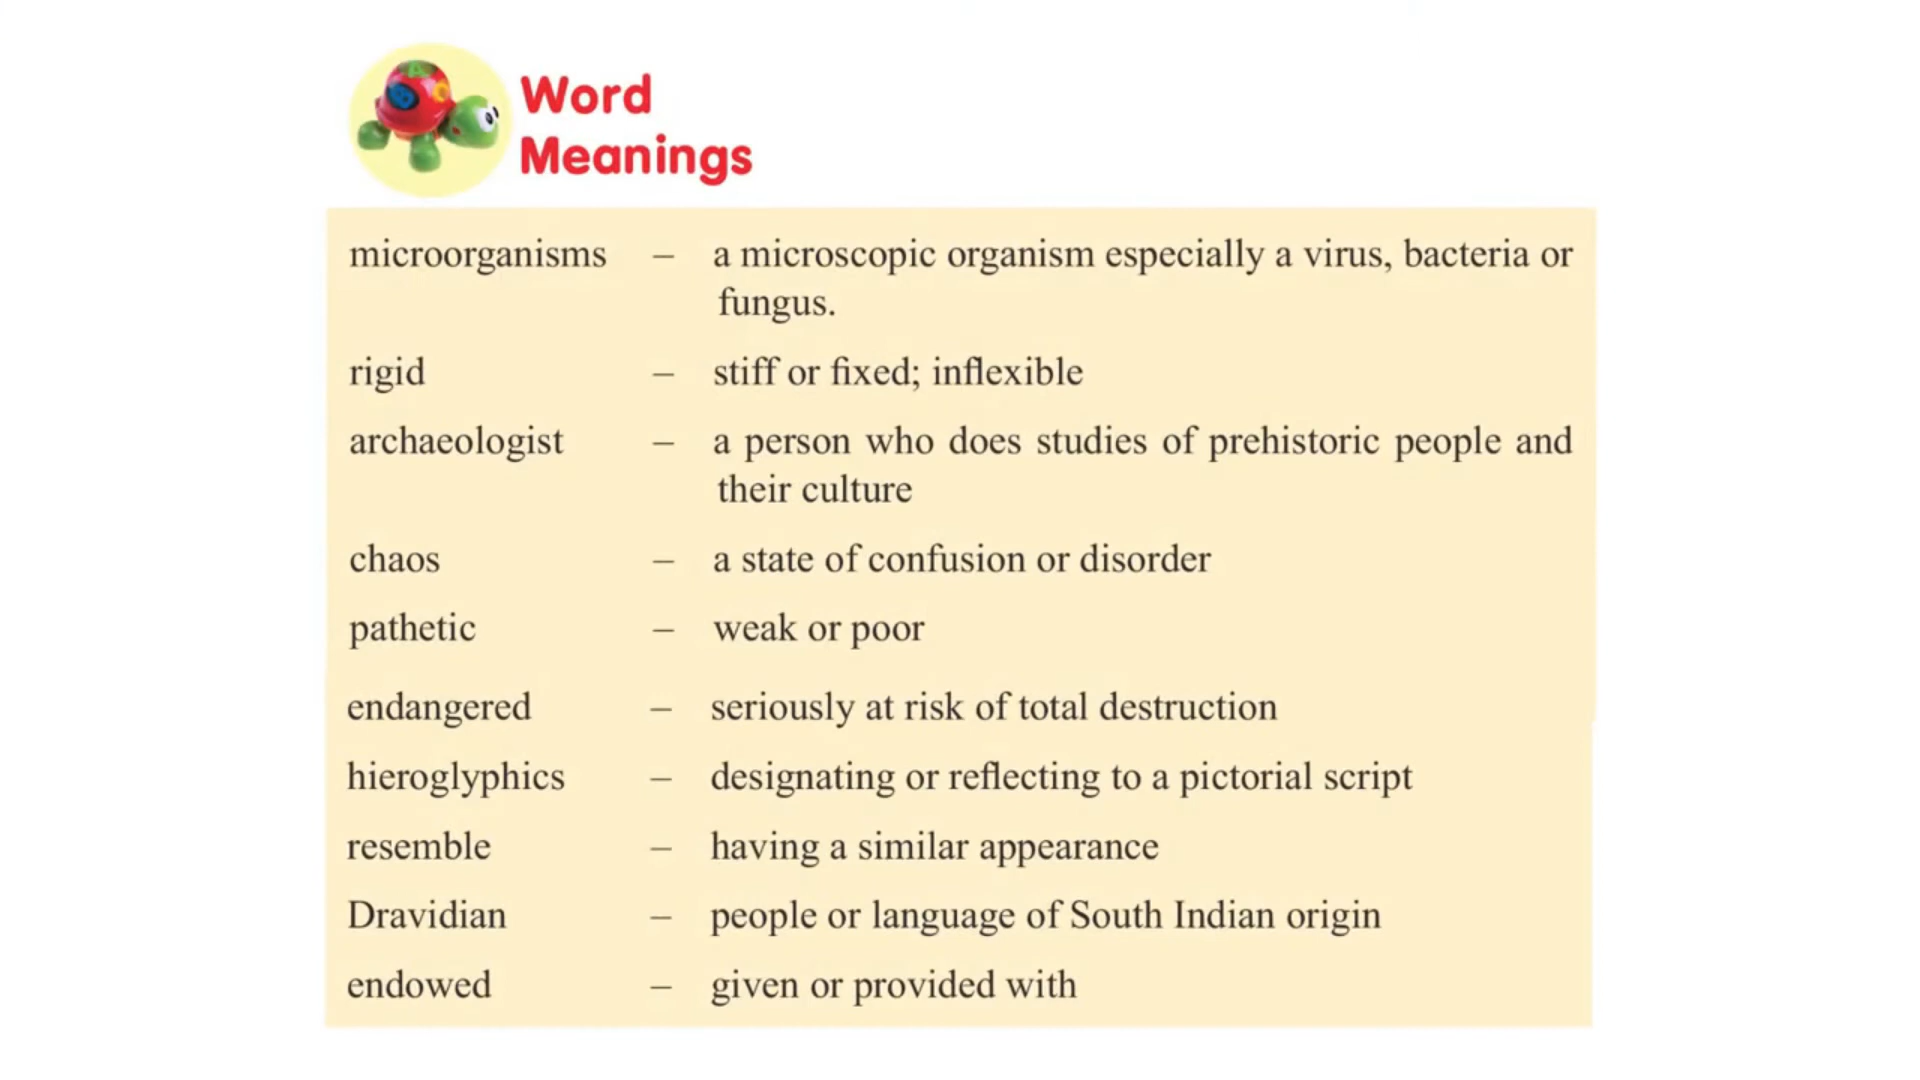 Word
Meanings
microorganisms – a microscopic organism especially a virus, bacteria or
fungus.
rigid – stiff or fixed; inflexible
archaeologist – a person who does studies of prehistoric people and
their culture
chaos – a state of confusion or disorder
pathetic – weak or poor
endangered – seriously at risk of total destruction
hieroglyphics – designating or reflecting to a pictorial script
resemble – having a similar appearance
Dravidian – people or language of South Indian origin
endowed – given or provided with